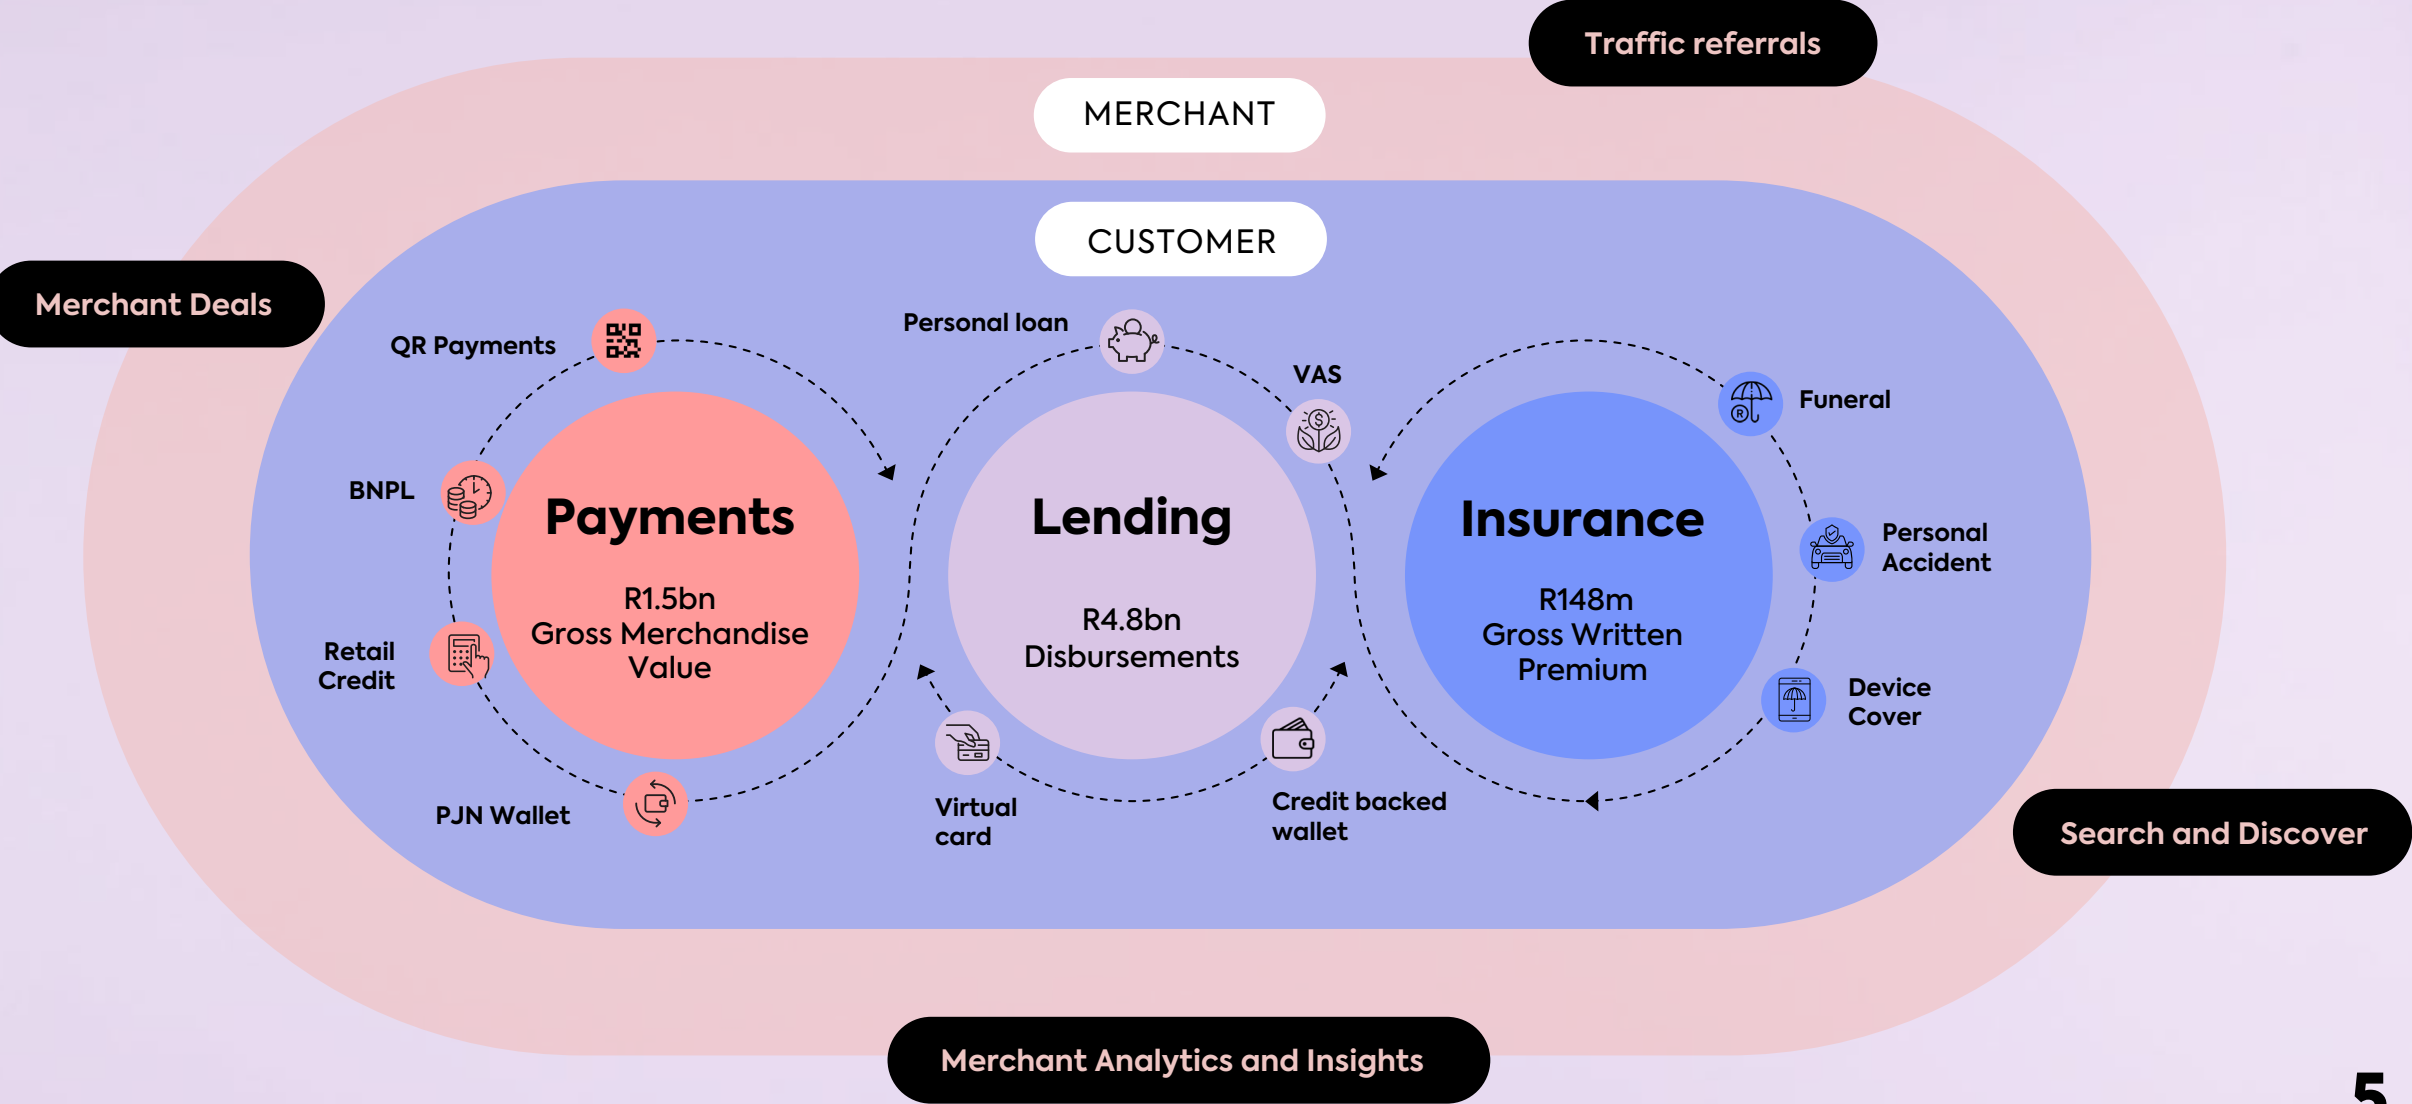 Traffic referrals
MERCHANT
CUSTOMER
Merchant Deals
QR Payments
BNPL
Retail
Credit
PJN Wallet
Payments
R1.5bn
Gross Merchandise
Value
Personal loan
VAS
Lending
R4.8bn
Disbursements
Virtual
card
Credit backed
wallet
Insurance
R148m
Gross Written
Premium
Funeral
Personal
Accident
Device
Cover
Search and Discover
Merchant Analytics and Insights
5